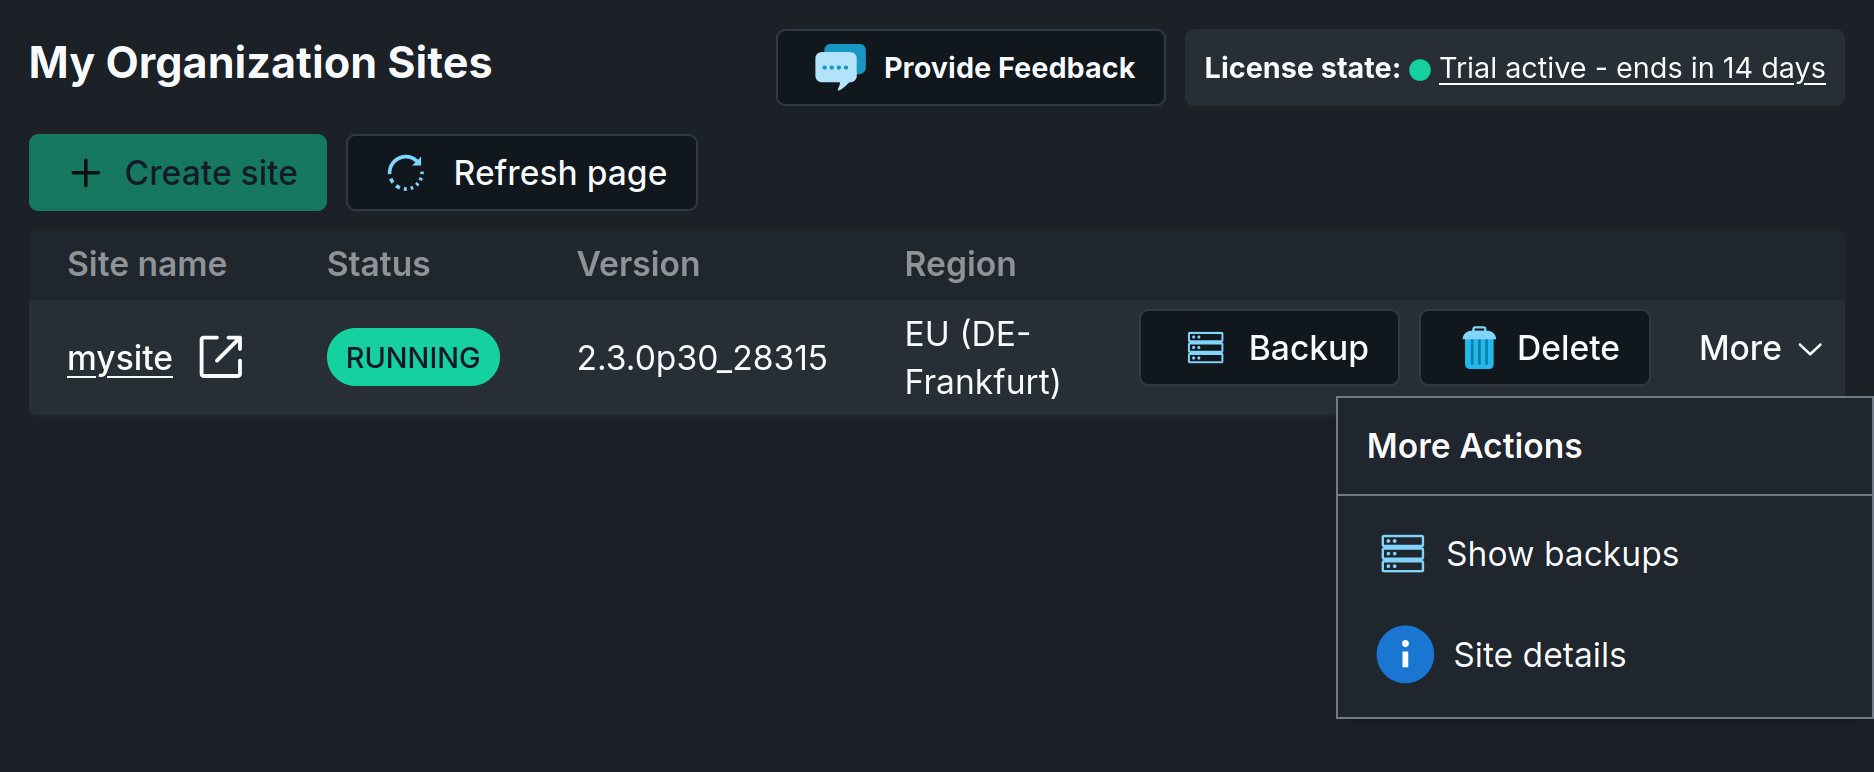 My Organization Sites
Provide Feedback
License state: Trial active - ends in 14 days
Create site
Refresh page
Site name Status Version Region
mysite RUNNING 2.3.0p30_28315 EU (DE-
Frankfurt)
Backup Delete More
More Actions
Show backups
Site details